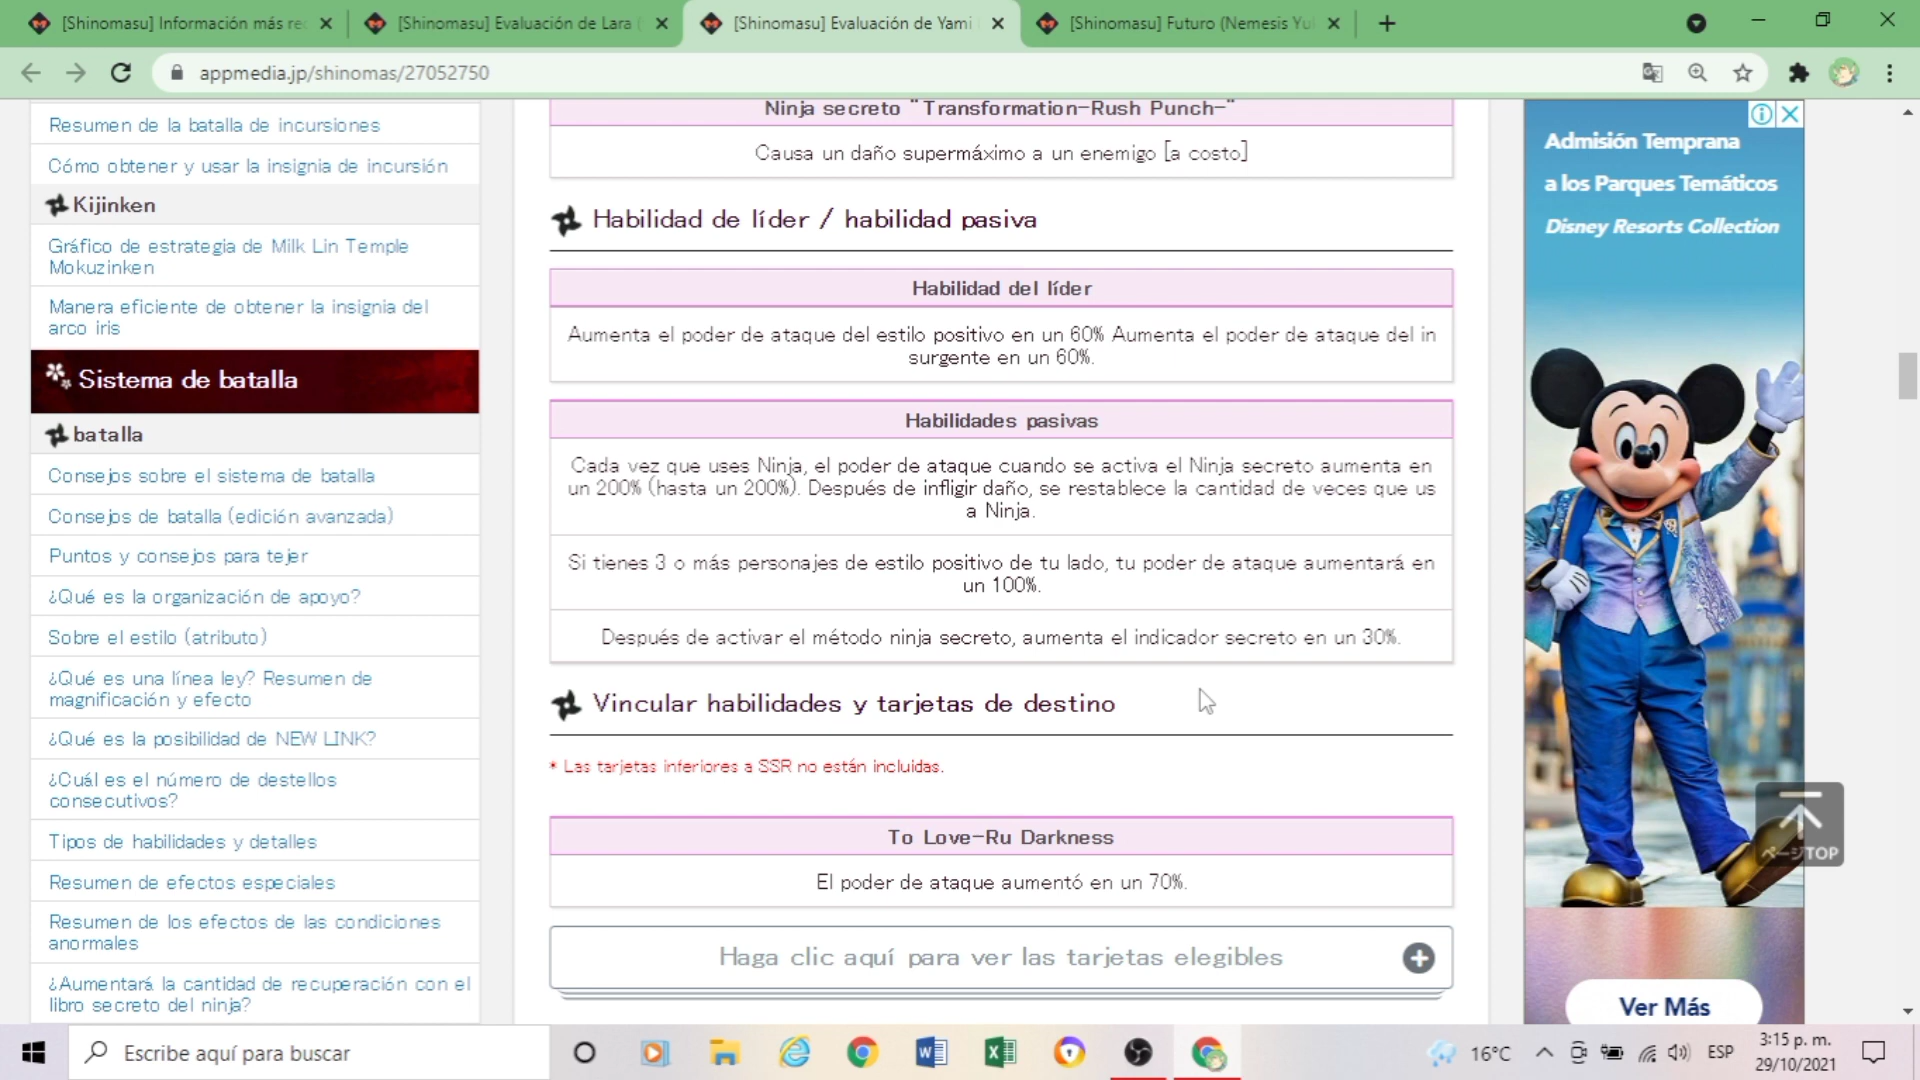 [Shinomasu] Información más re
[Shinomasu] Evaluación de Lara
[Shinomasu] Evaluación de Yami
[Shinomasu] Futuro (Nemesis Yu
appmedia.jp/shinomas/27052750
Resumen de la batalla de incursiones
Cómo obtener y usar la insignia de incursión
Kijinken
Gráfico de estrategia de Milk Lin Temple
Mokuzinken
Manera eficiente de obtener la insignia del
arco iris
Sistema de batalla
batalla
Consejos sobre el sistema de batalla
Consejos de batalla (edición avanzada)
Puntos y consejos para tejer
¿Qué es la organización de apoyo?
Sobre el estilo (atributo)
¿Qué es una línea ley? Resumen de
magnificación y efecto
¿Qué es la posibilidad de NEW LINK?
¿Cuál es el número de destellos
consecutivos?
Tipos de habilidades y detalles
Resumen de efectos especiales
Resumen de los efectos de las condiciones
anormales
¿Aumentará la cantidad de recuperación con el
libro secreto del ninja?
Ninja secreto "Transformation-Rush Punch-"
Causa un daño supermáximo a un enemigo [a costo]
Habilidad de líder / habilidad pasiva
Habilidad del líder
Aumenta el poder de ataque del estilo positivo en un 60% Aumenta el poder de ataque del in
surgente en un 60%.
Habilidades pasivas
Cada vez que uses Ninja, el poder de ataque cuando se activa el Ninja secreto aumenta en
un 200% (hasta un 200%). Después de infligir daño, se restablece la cantidad de veces que us
a Ninja.
Si tienes 3 o más personajes de estilo positivo de tu lado, tu poder de ataque aumentará en
un 100%.
Después de activar el método ninja secreto, aumenta el indicador secreto en un 30%.
Vincular habilidades y tarjetas de destino
* Las tarjetas inferiores a SSR no están incluidas.
To Love-Ru Darkness
El poder de ataque aumentó en un 70%.
Haga clic aquí para ver las tarjetas elegibles
Admisión Temprana
a los Parques Temáticos
Disney Resorts Collection
ページTOP
Ver Más
Escribe aquí para buscar
16°C
ESP
3:15 p. m.
29/10/2021